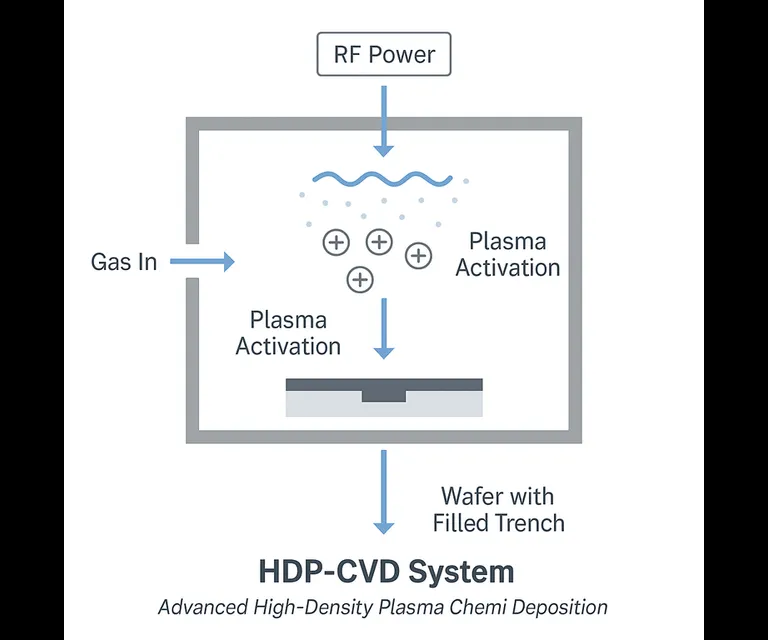 RF Power
Gas In
Plasma
Activation
Plasma
Activation
Wafer with
Filled Trench
HDP-CVD System
Advanced High-Density Plasma Chemi Deposition